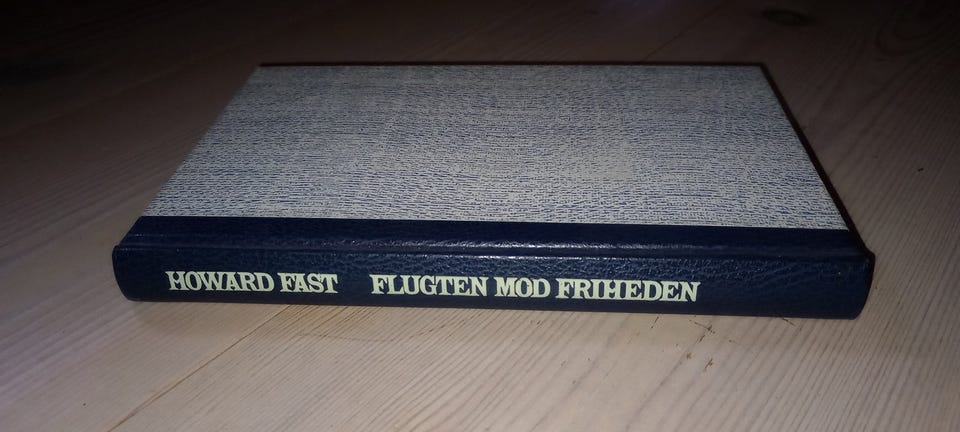 HOWARD FAST FLUGTEN MOD FRIHEDEN